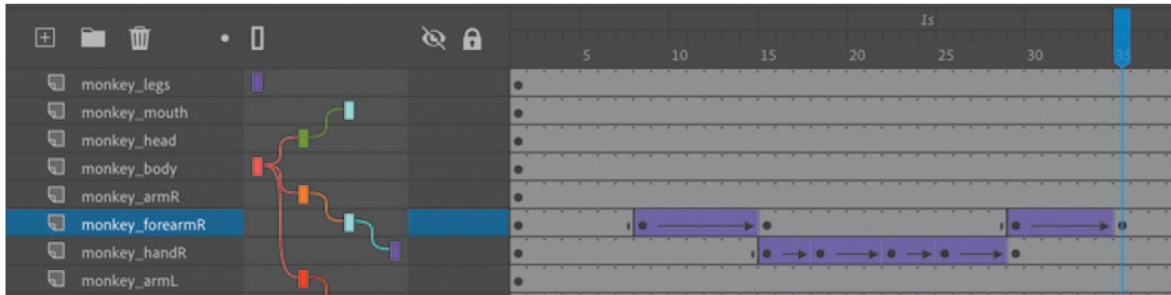 1s
5 10 15 20 25 30 35
monkey_legs
monkey_mouth
monkey_head
monkey_body
monkey_armR
monkey_forearmR
monkey_handR
monkey_armL